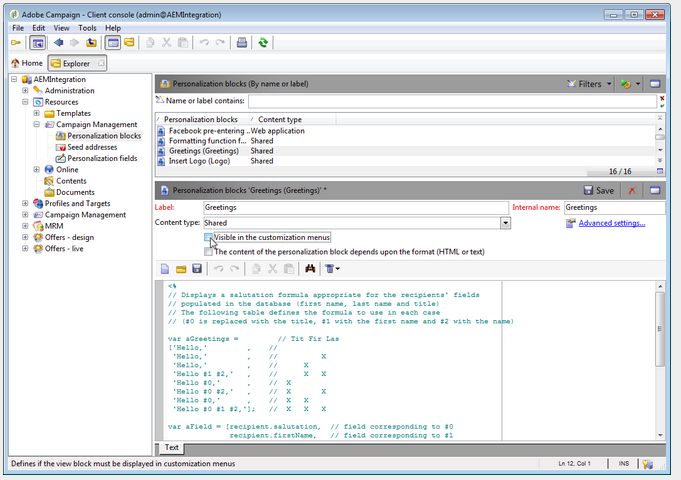 Adobe Campaign - Client console (admin@AEMIntegration)
File Edit View Tools Help
Home Explorer
AEMIntegration
Administration
Resources
Templates
Campaign Management
Personalization blocks
Seed addresses
Personalization fields
Online
Contents
Documents
Profiles and Targets
Campaign Management
MRM
Offers - design
Offers - live
Personalization blocks (By name or label)
Filters
Name or label contains:
Personalization blocks Content type
Facebook pre-entering ... Web application
Formatting function f... Shared
Greetings (Greetings) Shared
Insert Logo (Logo) Shared
16 / 16
Personalization blocks 'Greetings (Greetings)' *
Save
Label: Greetings Internal name: Greetings
Content type: Shared Advanced settings...
Visible in the customization menus
The content of the personalization block depends upon the format (HTML or text)
<%
// Displays a salutation formula appropriate for the recipients' fields
// populated in the database (first name, last name and title)
// The following table defines the formula to use in each case
// ($0 is replaced with the title, $1 with the first name and $2 with the name)
var aGreetings = // Tit Fir Las
['Hello,' , //
'Hello,' , // X
'Hello,' , // X
'Hello $1 $2,' , // X X
'Hello $0,' , // X
'Hello $0 $2,' , // X X
'Hello $0,' , // X X
'Hello $0 $1 $2,']; // X X X
var aField = [recipient.salutation, // field corresponding to $0
recipient.firstName, // field corresponding to $1
Text
Defines if the view block must be displayed in customization menus Ln 12, Col 1 INS